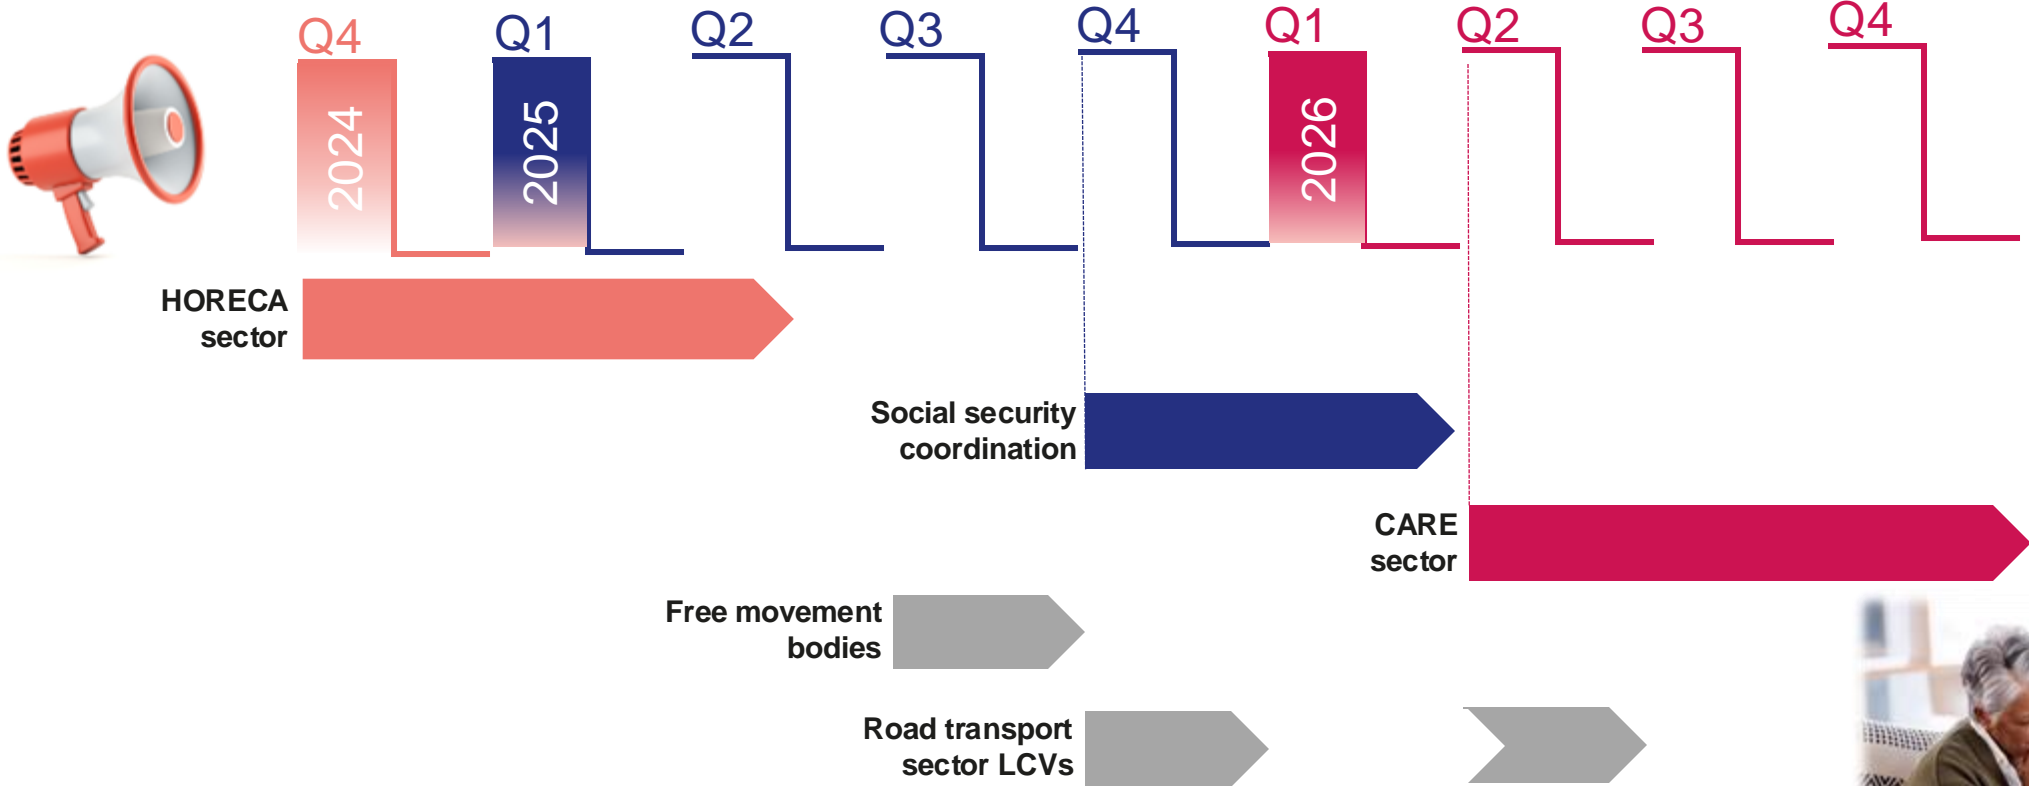 Q4
Q1
Q2
Q3
Q4
Q1
Q2
Q3
Q4
2024
2025
2026
HORECA
sector
Social security
coordination
CARE
sector
Free movement
bodies
Road transport
sector LCVs